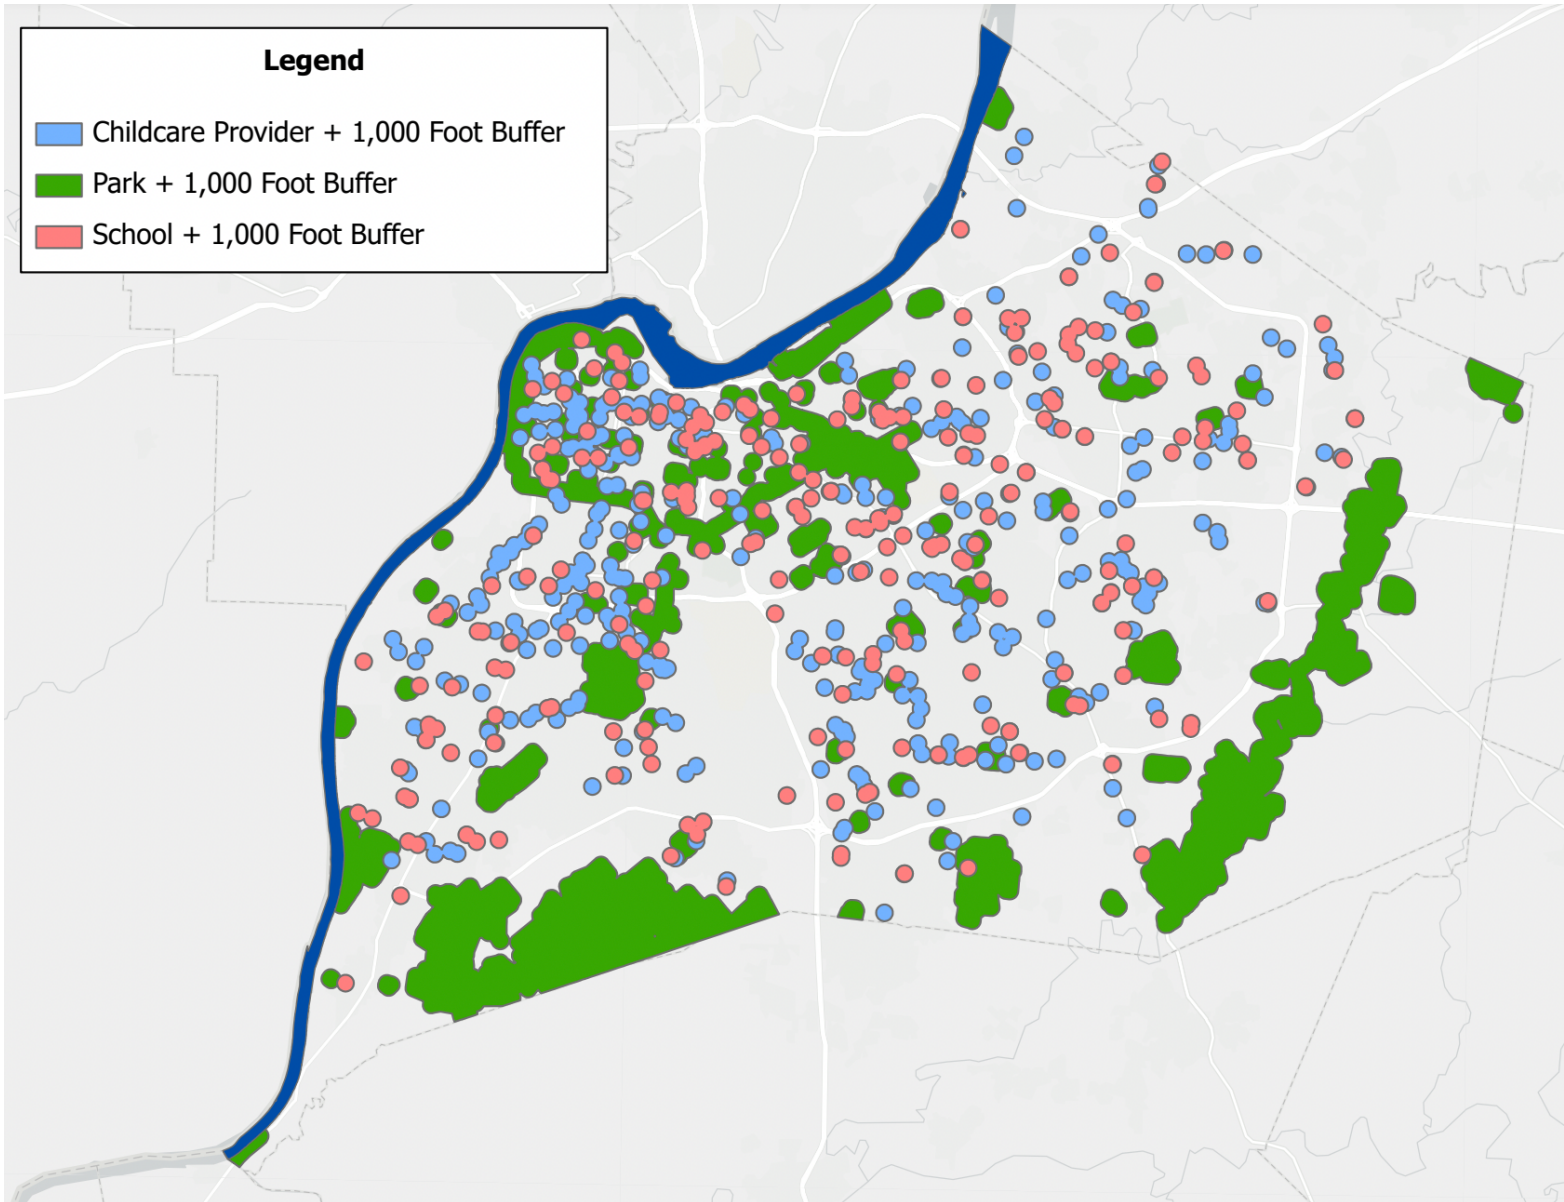 Legend
Childcare Provider + 1,000 Foot Buffer
Park + 1,000 Foot Buffer
School + 1,000 Foot Buffer